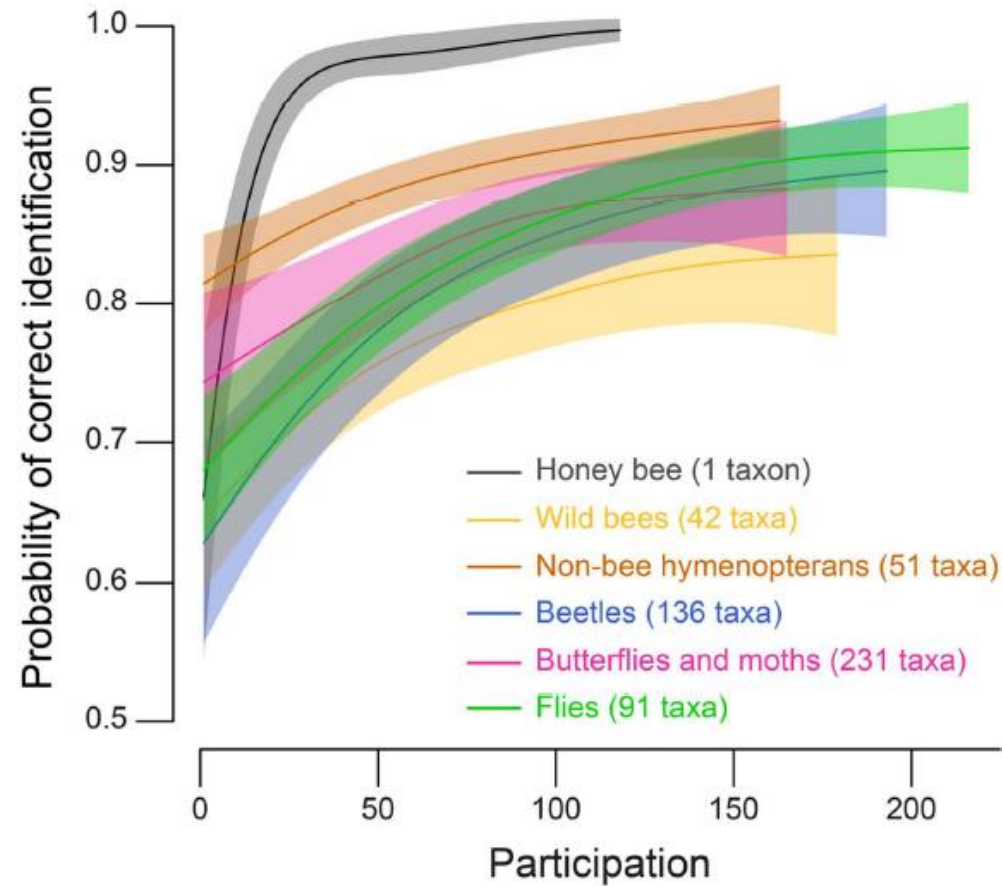 Probability of correct identification
1.0
0.9
0.8
0.7
0.6
0.5
Honey bee (1 taxon)
Wild bees (42 taxa)
Non-bee hymenopterans (51 taxa)
Beetles (136 taxa)
Butterflies and moths (231 taxa)
Flies (91 taxa)
0 50 100 150 200
Participation